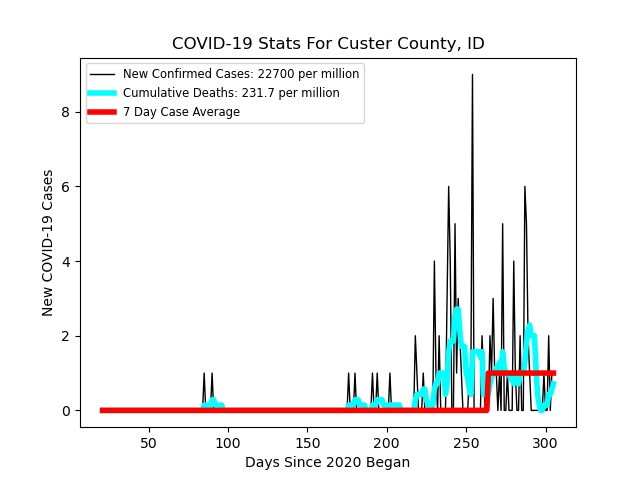 COVID-19 Stats For Custer County, ID
New Confirmed Cases: 22700 per million
Cumulative Deaths: 231.7 per million
7 Day Case Average
New COVID-19 Cases
8
6
4
2
0
50 100 150 200 250 300
Days Since 2020 Began